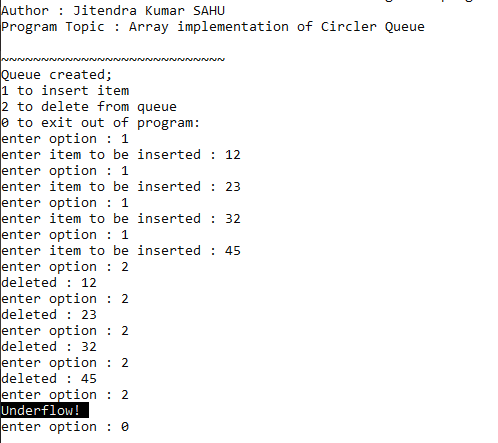 Author : Jitendra Kumar SAHU
Program Topic : Array implementation of Circler Queue
~~~~~~~~~~~~~~~~~~~~~~~~~~~~
Queue created;
1 to insert item
2 to delete from queue
0 to exit out of program:
enter option : 1
enter item to be inserted : 12
enter option : 1
enter item to be inserted : 23
enter option : 1
enter item to be inserted : 32
enter option : 1
enter item to be inserted : 45
enter option : 2
deleted : 12
enter option : 2
deleted : 23
enter option : 2
deleted : 32
enter option : 2
deleted : 45
enter option : 2
Underflow!
enter option : 0